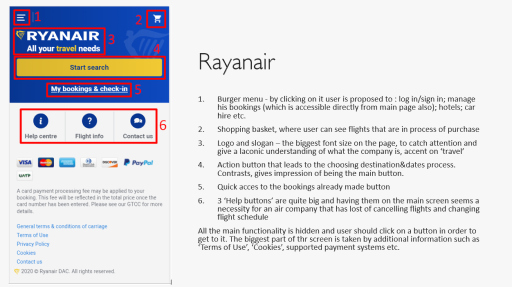 1
2
RYANAIR
All your travel needs
3
4
Start search
My bookings & check-in
5
6
Help centre
Flight info
Contact us
VISA
PayPal
UATP
A card payment processing fee may be applied to your
booking. This fee will be reflected in the total price once the
card number has been entered. Please see our GTCC for more
details.
General terms & conditions of carriage
Terms of Use
Privacy Policy
Cookies
Contact us
2020 © Ryanair DAC. All rights reserved.
Rayanair
1. Burger menu - by clicking on it user is proposed to : log in/sign in; manage
his bookings (which is accessible directly from main page also); hotels; car
hire etc.
2. Shopping basket, where user can see flights that are in process of purchase
3. Logo and slogan – the biggest font size on the page, to catch attention and
give a laconic understanding of what the company is, accent on 'travel'
4. Action button that leads to the choosing destination&dates process.
Contrasts, gives impression of being the main button.
5. Quick acces to the bookings already made button
6. 3 'Help buttons' are quite big and having them on the main screen seems a
necessity for an air company that has lost of cancelling flights and changing
flight schedule
All the main functionality is hidden and user should click on a button in order to
get to it. The biggest part of thr screen is taken by additional information such as
'Terms of Use', 'Cookies', supported payment systems etc.